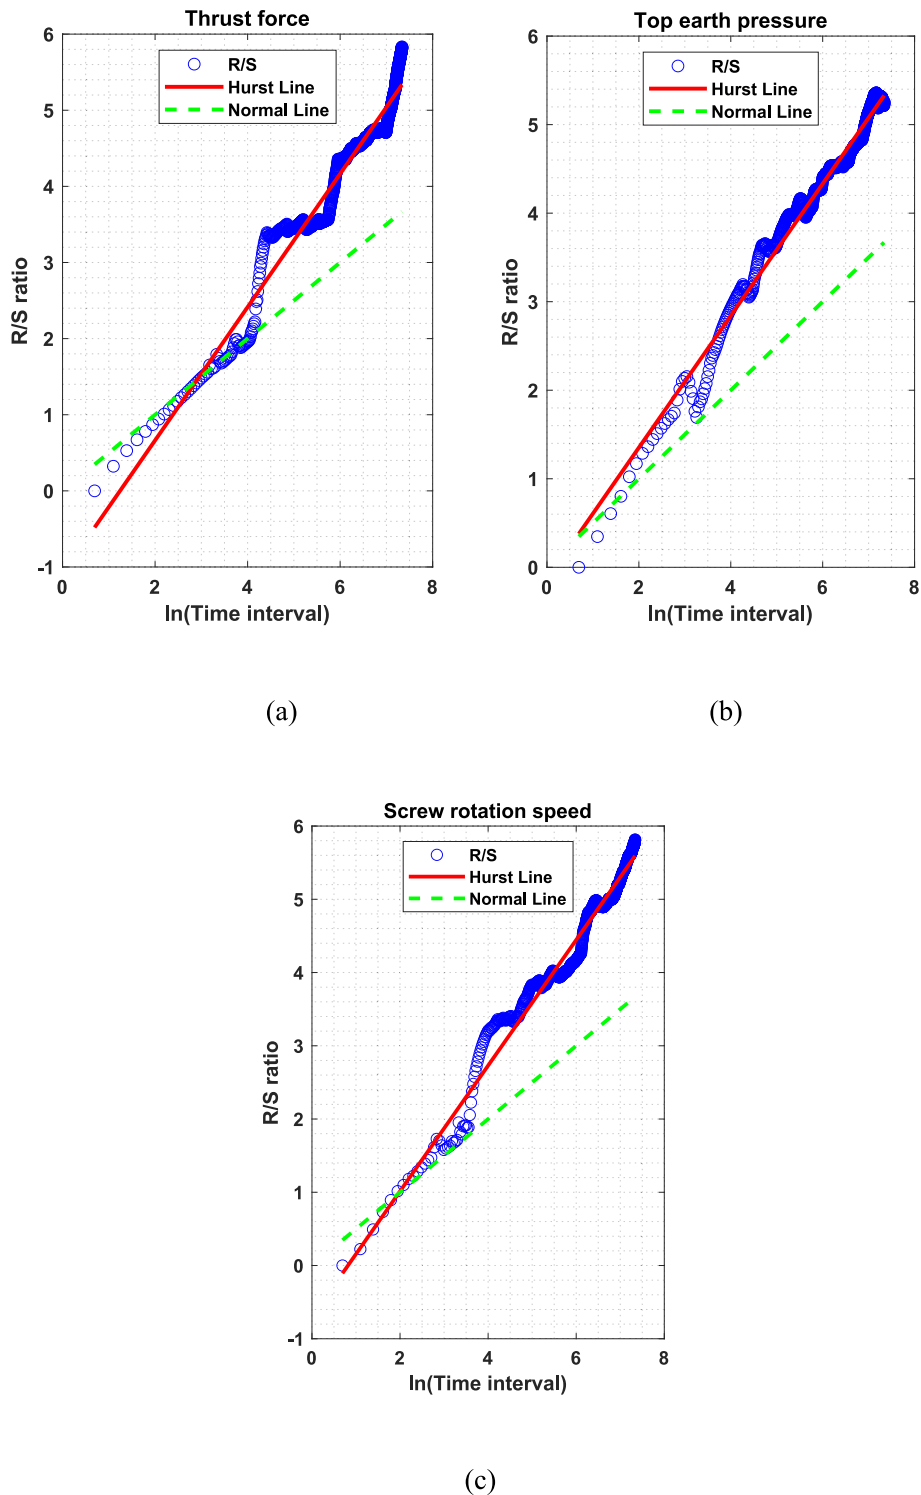 Thrust force
6
5
4
3
2
1
0
-1
R/S ratio
R/S
Hurst Line
Normal Line
0 2 4 6 8
ln(Time interval)
(a)
Top earth pressure
6
5
4
3
2
1
0
R/S ratio
R/S
Hurst Line
Normal Line
0 2 4 6 8
ln(Time interval)
(b)
Screw rotation speed
6
5
4
3
2
1
0
-1
R/S ratio
R/S
Hurst Line
Normal Line
0 2 4 6 8
ln(Time interval)
(c)